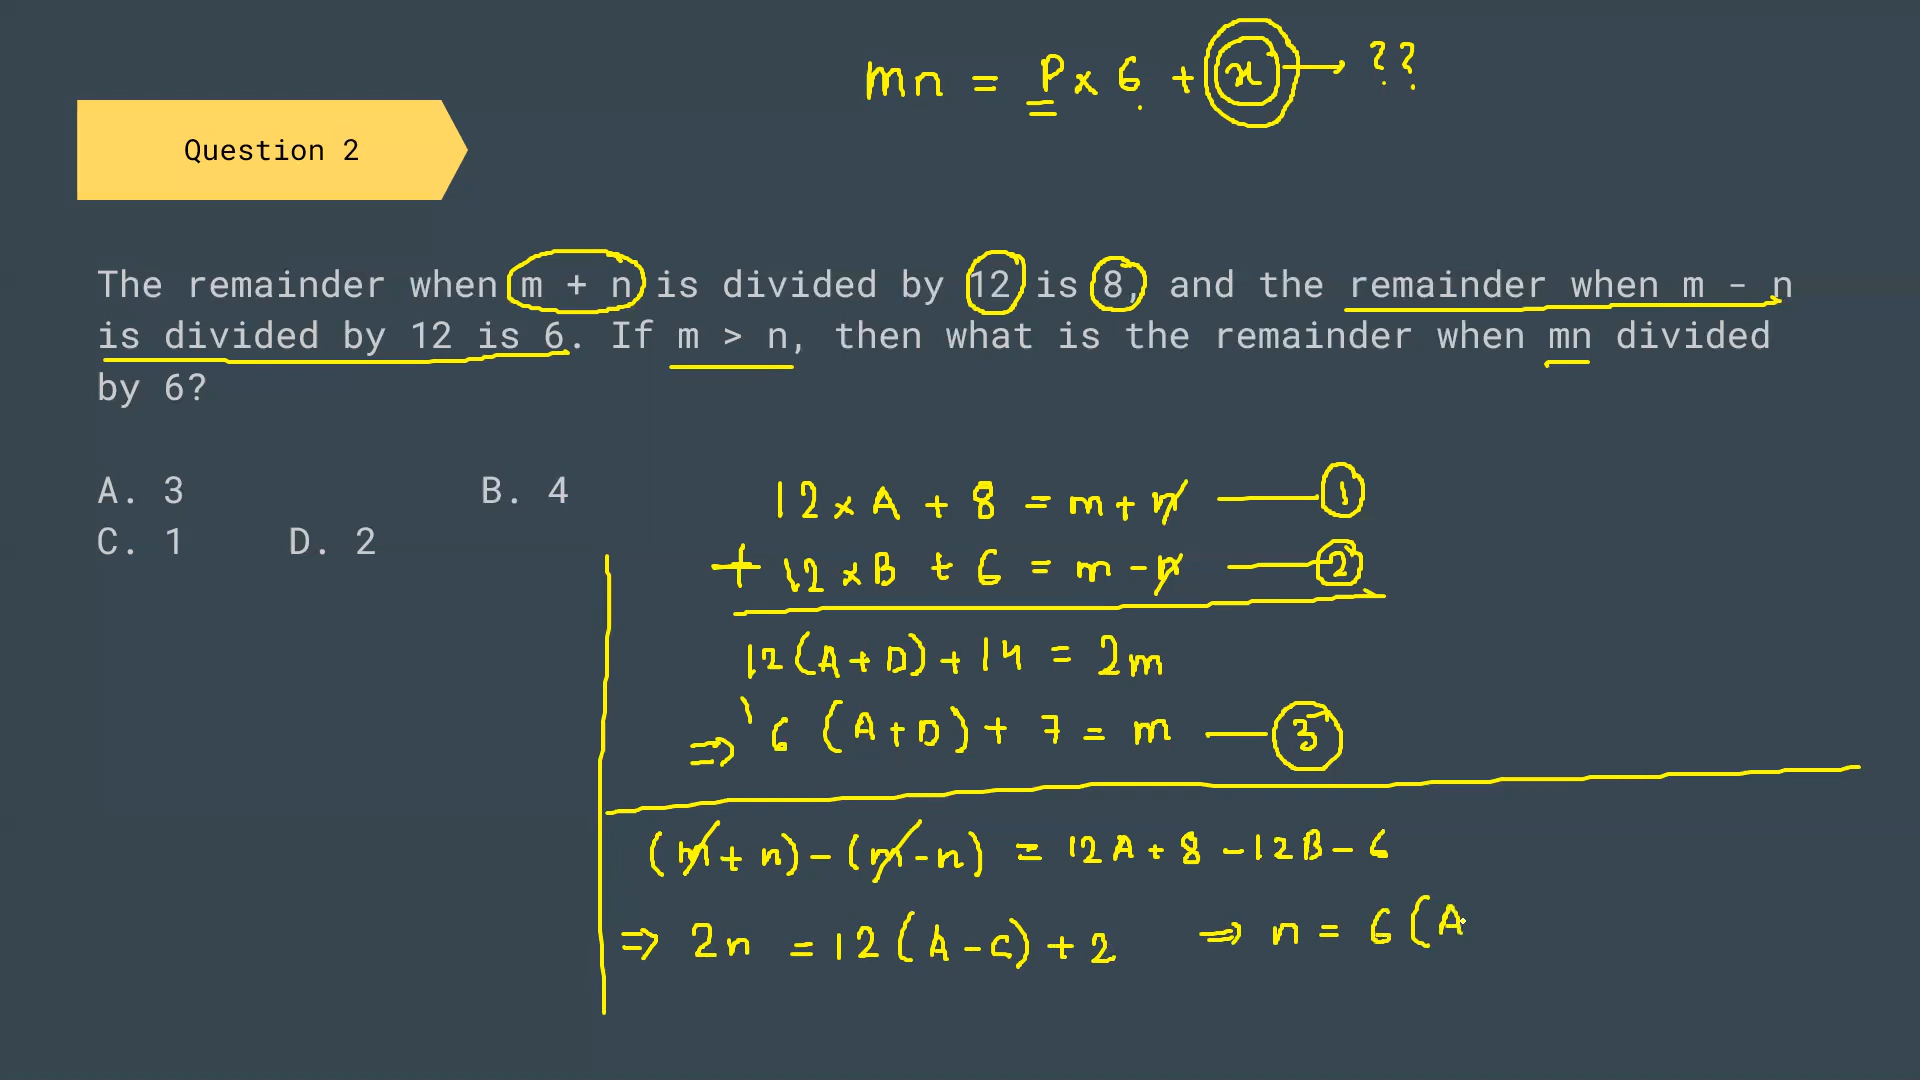 mn = P x 6 + x → ??
Question 2
The remainder when m + n is divided by 12 is 8, and the remainder when m - n
is divided by 12 is 6. If m > n, then what is the remainder when mn divided
by 6?
A. 3 B. 4
C. 1 D. 2
12 x A + 8 = m + n — 1
+ 12 x B + 6 = m - n — 2
12(A+D) + 14 = 2m
⇒ 6 (A+D) + 7 = m — 3
(m + n) - (m - n) = 12A + 8 - 12B - 6
⇒ 2n = 12 (A - C) + 2 ⇒ n = 6 (A